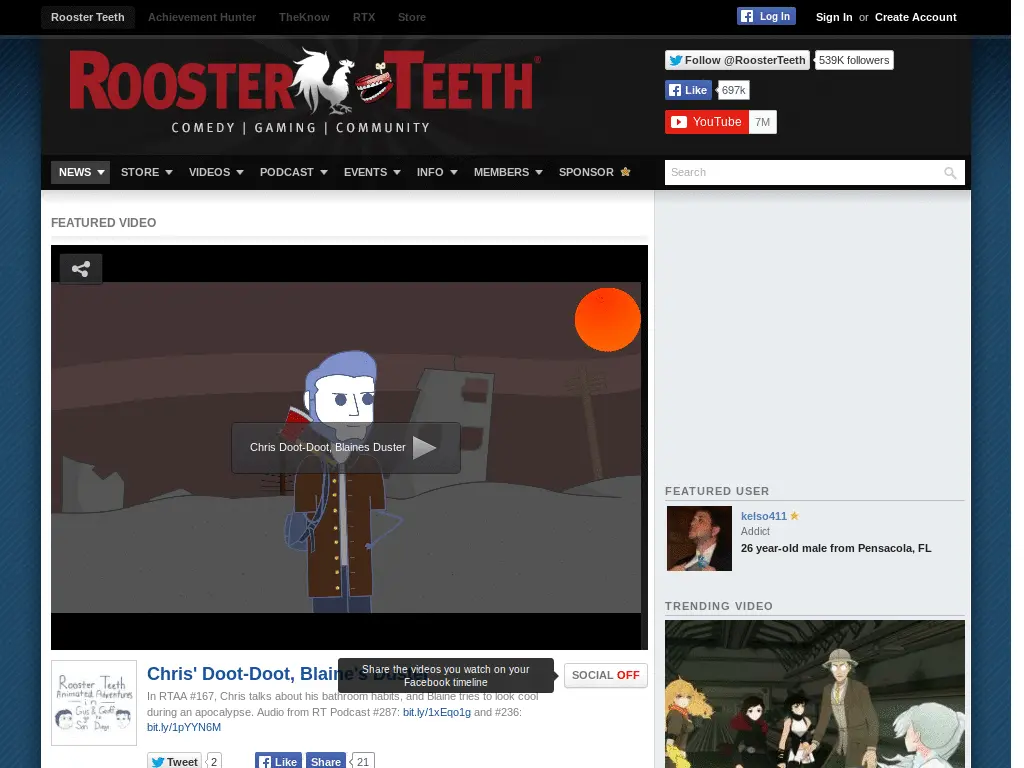 Rooster Teeth Achievement Hunter TheKnow RTX Store Log In Sign In or Create Account
ROOSTER TEETH®
COMEDY | GAMING | COMMUNITY
Follow @RoosterTeeth 539K followers
Like 697k
YouTube 7M
NEWS STORE VIDEOS PODCAST EVENTS INFO MEMBERS SPONSOR Search
FEATURED VIDEO
Chris Doot-Doot, Blaines Duster
FEATURED USER
kelso411
Addict
26 year-old male from Pensacola, FL
TRENDING VIDEO
Rooster Teeth
Animated Adventures
in
Gus & Geoff
Go To
San Diego
Chris' Doot-Doot, Blaine's Duster
Share the videos you watch on your
Facebook timeline
SOCIAL OFF
In RTAA #167, Chris talks about his bathroom habits, and Blaine tries to look cool
during an apocalypse. Audio from RT Podcast #287: bit.ly/1xEqo1g and #236:
bit.ly/1pYYN6M
Tweet 2 Like Share 21